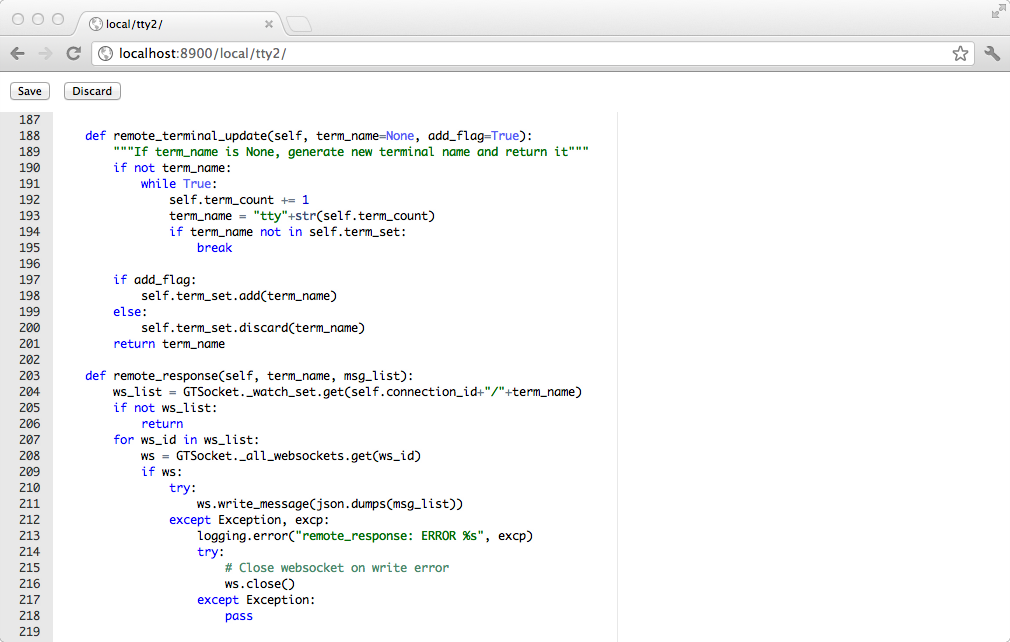 local/tty2/
localhost:8900/local/tty2/
Save Discard
187
188     def remote_terminal_update(self, term_name=None, add_flag=True):
189         """If term_name is None, generate new terminal name and return it"""
190         if not term_name:
191             while True:
192                 self.term_count += 1
193                 term_name = "tty"+str(self.term_count)
194                 if term_name not in self.term_set:
195                     break
196
197         if add_flag:
198             self.term_set.add(term_name)
199         else:
200             self.term_set.discard(term_name)
201         return term_name
202
203     def remote_response(self, term_name, msg_list):
204         ws_list = GTSocket._watch_set.get(self.connection_id+"/"+term_name)
205         if not ws_list:
206             return
207         for ws_id in ws_list:
208             ws = GTSocket._all_websockets.get(ws_id)
209             if ws:
210                 try:
211                     ws.write_message(json.dumps(msg_list))
212                 except Exception, excp:
213                     logging.error("remote_response: ERROR %s", excp)
214                     try:
215                         # Close websocket on write error
216                         ws.close()
217                     except Exception:
218                         pass
219